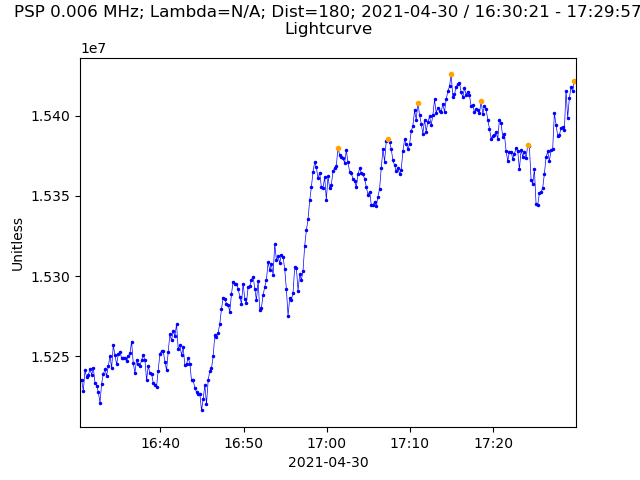 PSP 0.006 MHz; Lambda=N/A; Dist=180; 2021-04-30 / 16:30:21 - 17:29:57
Lightcurve
1e7
1.540
1.535
1.530
1.525
Unitless
16:40 16:50 17:00 17:10 17:20
2021-04-30